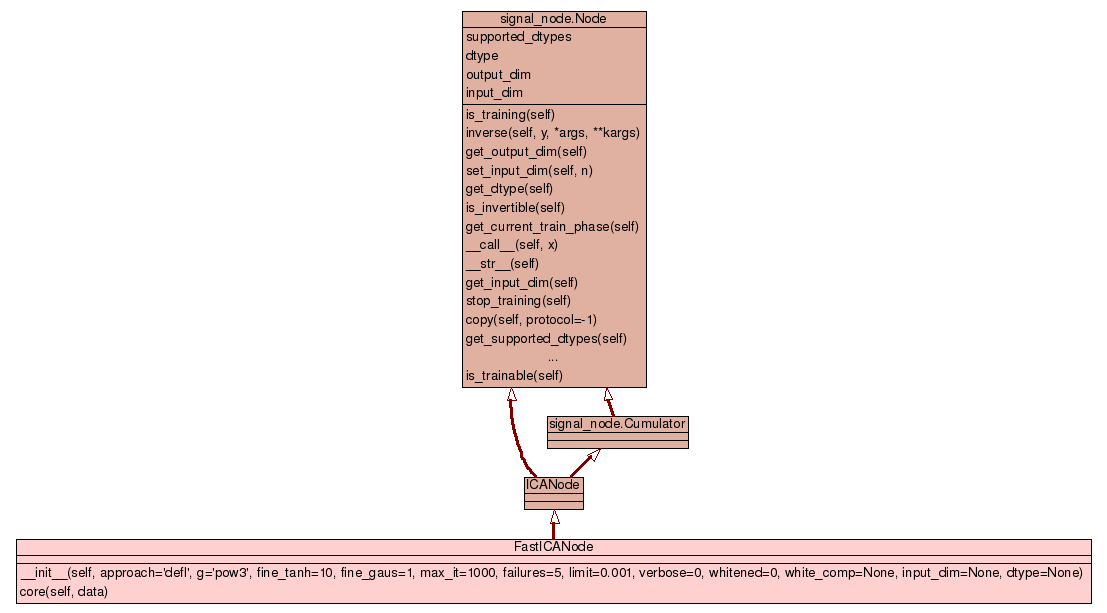 signal_node.Node
supported_dtypes
dtype
output_dim
input_dim
is_training(self)
inverse(self, y, *args, **kargs)
get_output_dim(self)
set_input_dim(self, n)
get_dtype(self)
is_invertible(self)
get_current_train_phase(self)
__call__(self, x)
__str__(self)
get_input_dim(self)
stop_training(self)
copy(self, protocol=-1)
get_supported_dtypes(self)
...
is_trainable(self)
signal_node.Cumulator
ICANode
FastICANode
__init__(self, approach='defl', g='pow3', fine_tanh=10, fine_gaus=1, max_it=1000, failures=5, limit=0.001, verbose=0, whitened=0, white_comp=None, input_dim=None, dtype=None)
core(self, data)